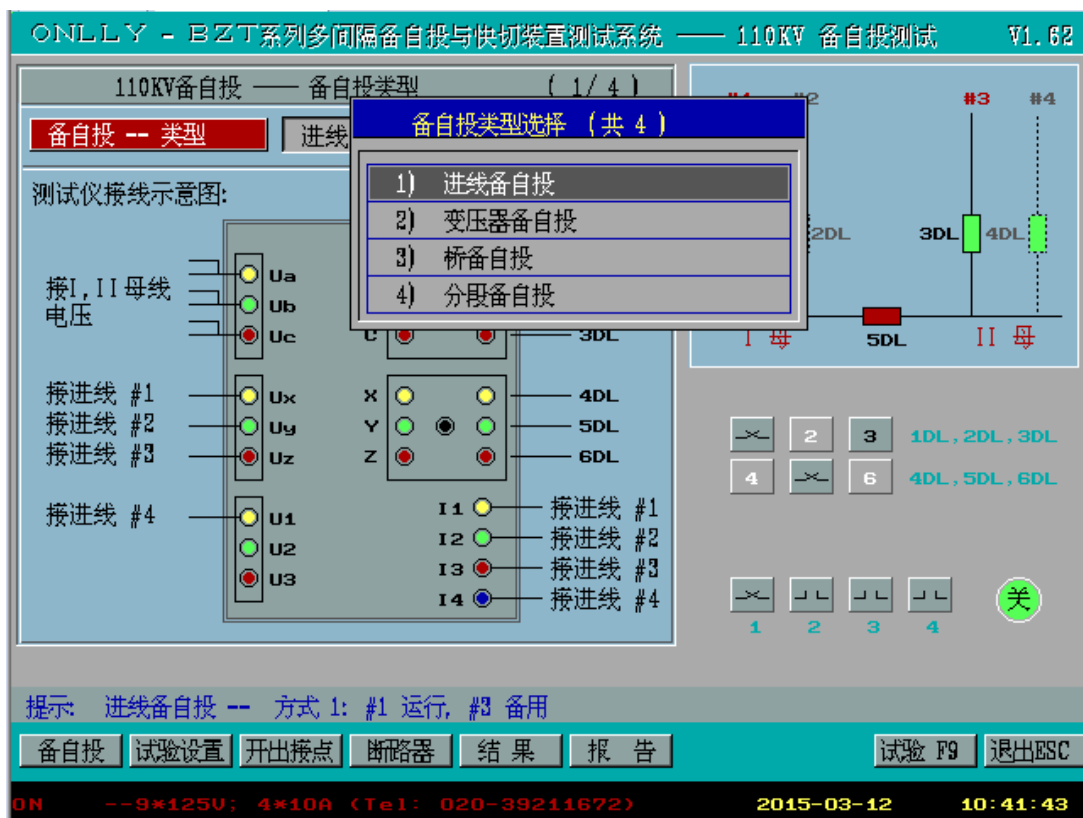 ONLLY - BZT系列多间隔备自投与快切装置测试系统 —— 110KV 备自投测试 V1.62
110KV备自投 —— 备自投类型 ( 1/ 4 )
备自投 -- 类型
进线
备自投类型选择 (共 4 )
1) 进线备自投
2) 变压器备自投
3) 桥备自投
4) 分段备自投
测试仪接线示意图:
接I,II母线
电压
Ua
Ub
Uc
C
3DL
接进线 #1
接进线 #2
接进线 #3
Ux
Uy
Uz
X
Y
Z
4DL
5DL
6DL
接进线 #4
U1
U2
U3
I1 接进线 #1
I2 接进线 #2
I3 接进线 #3
I4 接进线 #4
#3 #4
2DL 3DL 4DL
I 母 5DL II 母
2 3 1DL,2DL,3DL
4 6 4DL,5DL,6DL
关
1 2 3 4
提示: 进线备自投 -- 方式 1: #1 运行, #3 备用
备自投 试验设置 开出接点 断路器 结 果 报 告 试验 F9 退出ESC
ON --9*125V; 4*10A (Tel: 020-39211672) 2015-03-12 10:41:43